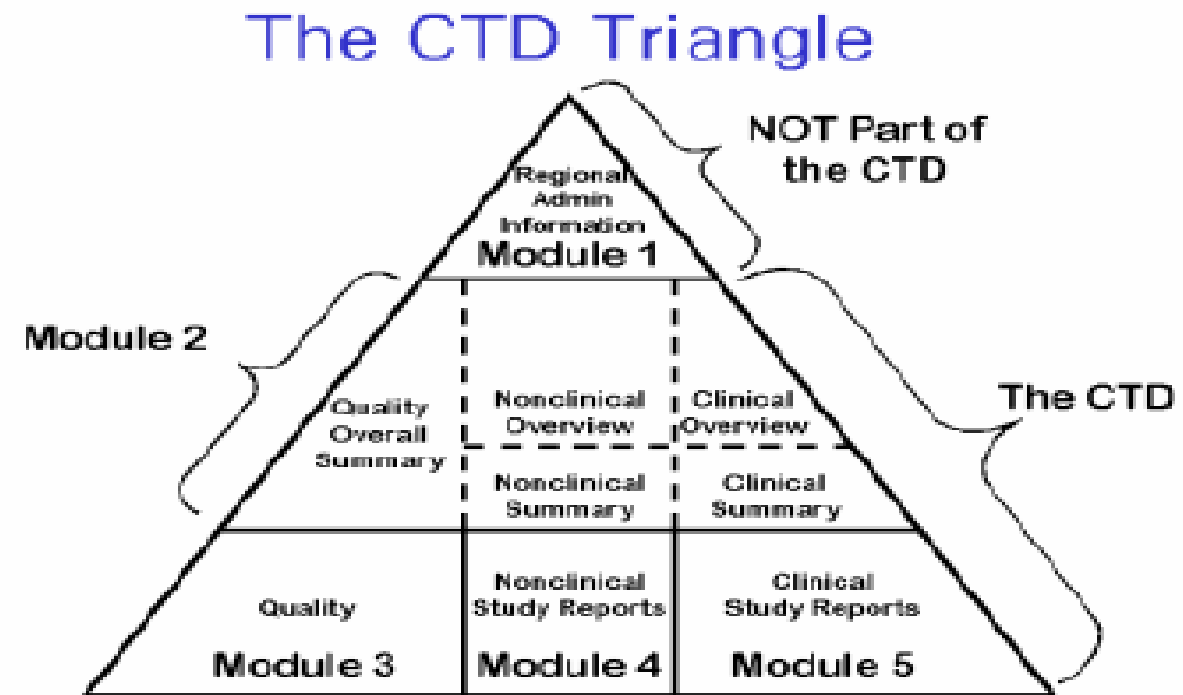 The CTD Triangle
NOT Part of
the CTD
Regional
Admin
Information
Module 1
Module 2
The CTD
Quality
Overall
Summary
Nonclinical
Overview
Clinical
Overview
Nonclinical
Summary
Clinical
Summary
Quality
Module 3
Nonclinical
Study Reports
Module 4
Clinical
Study Reports
Module 5